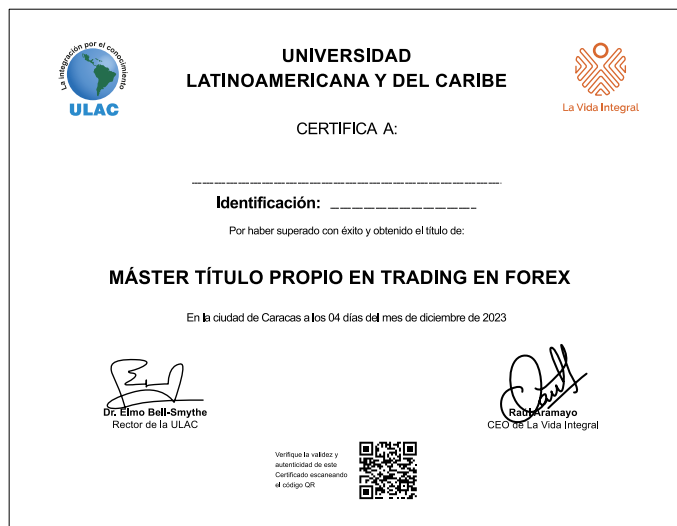 La integración por el conocimiento
ULAC
UNIVERSIDAD
LATINOAMERICANA Y DEL CARIBE
La Vida Integral
CERTIFICA A:
Identificación:
Por haber superado con éxito y obtenido el título de:
MÁSTER TÍTULO PROPIO EN TRADING EN FOREX
En la ciudad de Caracas a los 04 días del mes de diciembre de 2023
Dr. Elmo Bell-Smythe
Rector de la ULAC
Raúl Aramayo
CEO de La Vida Integral
Verifique la validez y
autenticidad de este
Certificado escaneando
el código QR